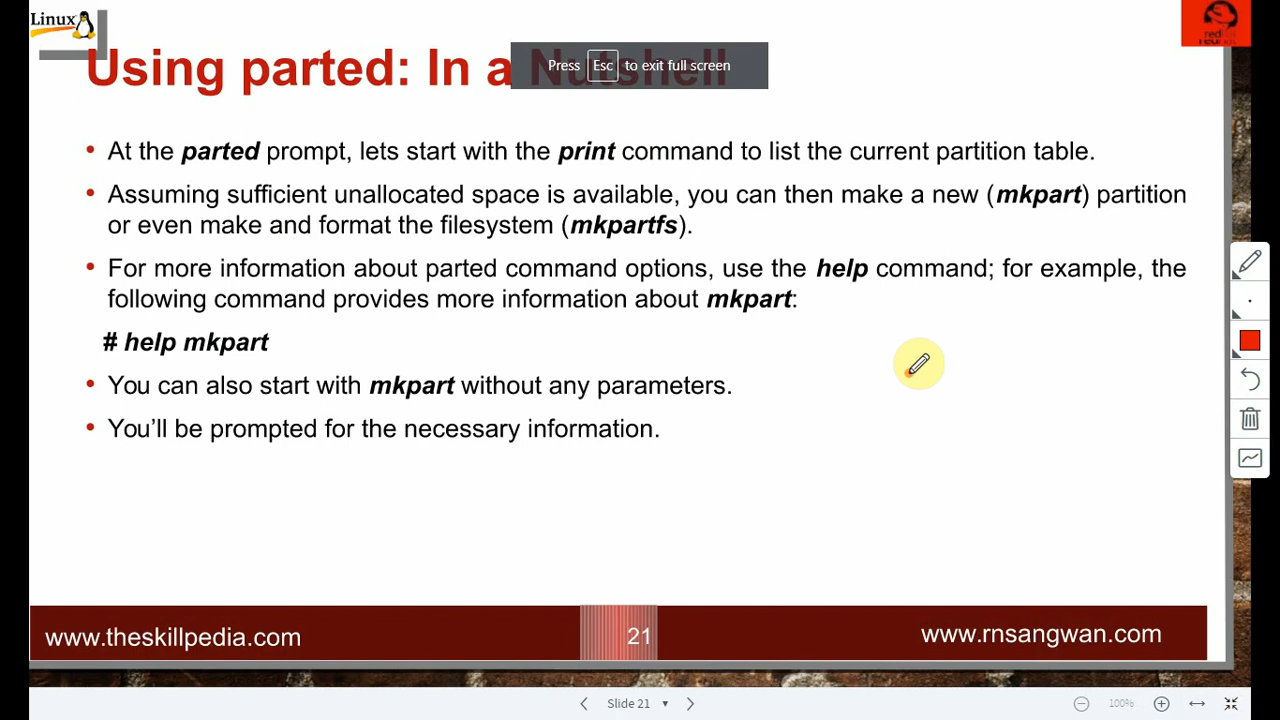 Linux
red
Using parted: In a Nutshell
Press Esc to exit full screen
• At the parted prompt, lets start with the print command to list the current partition table.
• Assuming sufficient unallocated space is available, you can then make a new (mkpart) partition
or even make and format the filesystem (mkpartfs).
• For more information about parted command options, use the help command; for example, the
following command provides more information about mkpart:
# help mkpart
• You can also start with mkpart without any parameters.
• You’ll be prompted for the necessary information.
www.theskillpedia.com
21
www.rnsangwan.com
Slide 21
100%